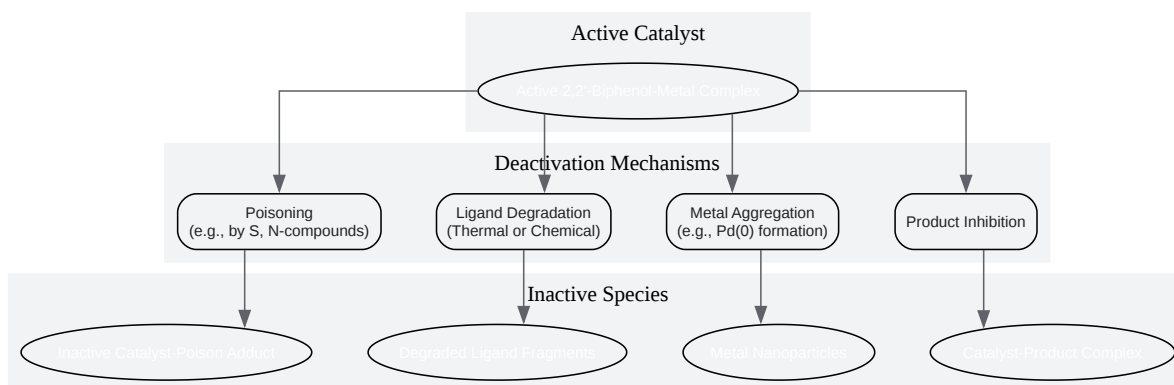 Active Catalyst
Active 2,2'-Biphenol-Metal Complex
Deactivation Mechanisms
Poisoning
(e.g., by S, N-compounds)
Ligand Degradation
(Thermal or Chemical)
Metal Aggregation
(e.g., Pd(0) formation)
Product Inhibition
Inactive Species
Inactive Catalyst-Poison Adduct
Degraded Ligand Fragments
Metal Nanoparticles
Catalyst-Product Complex